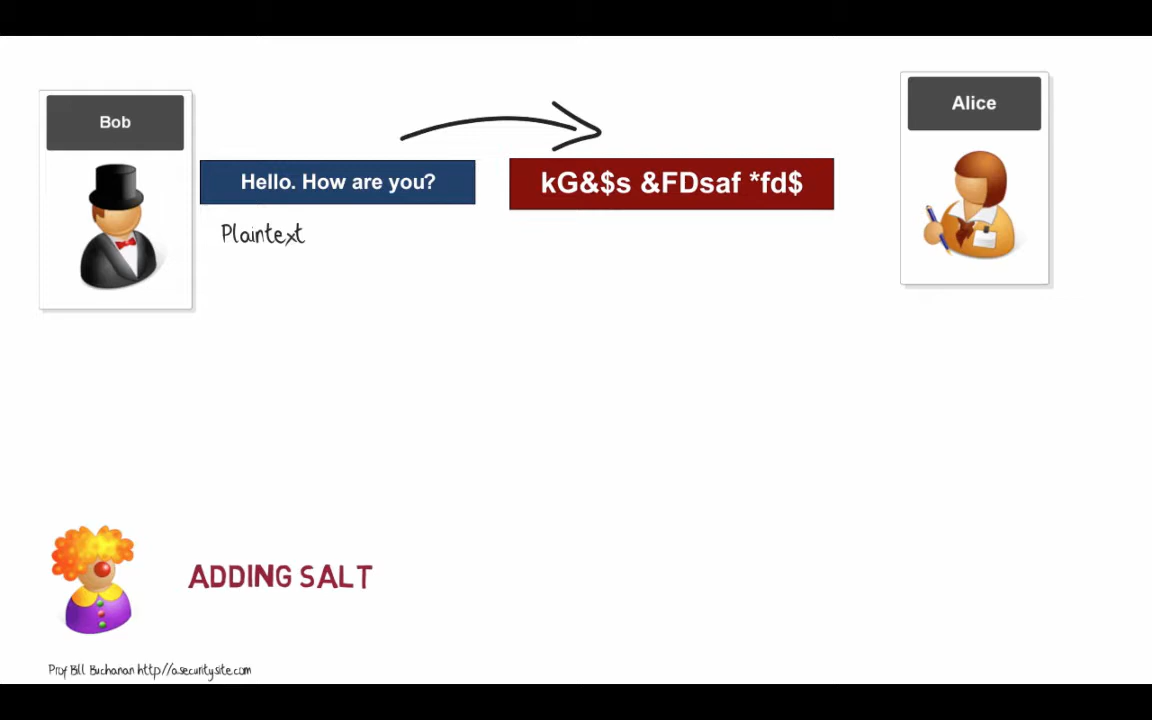 Bob
Alice
Hello. How are you?
kG&$s &FDsaf *fd$
Plaintext
ADDING SALT
Prof Bill Buchanan http://asecuritysite.com